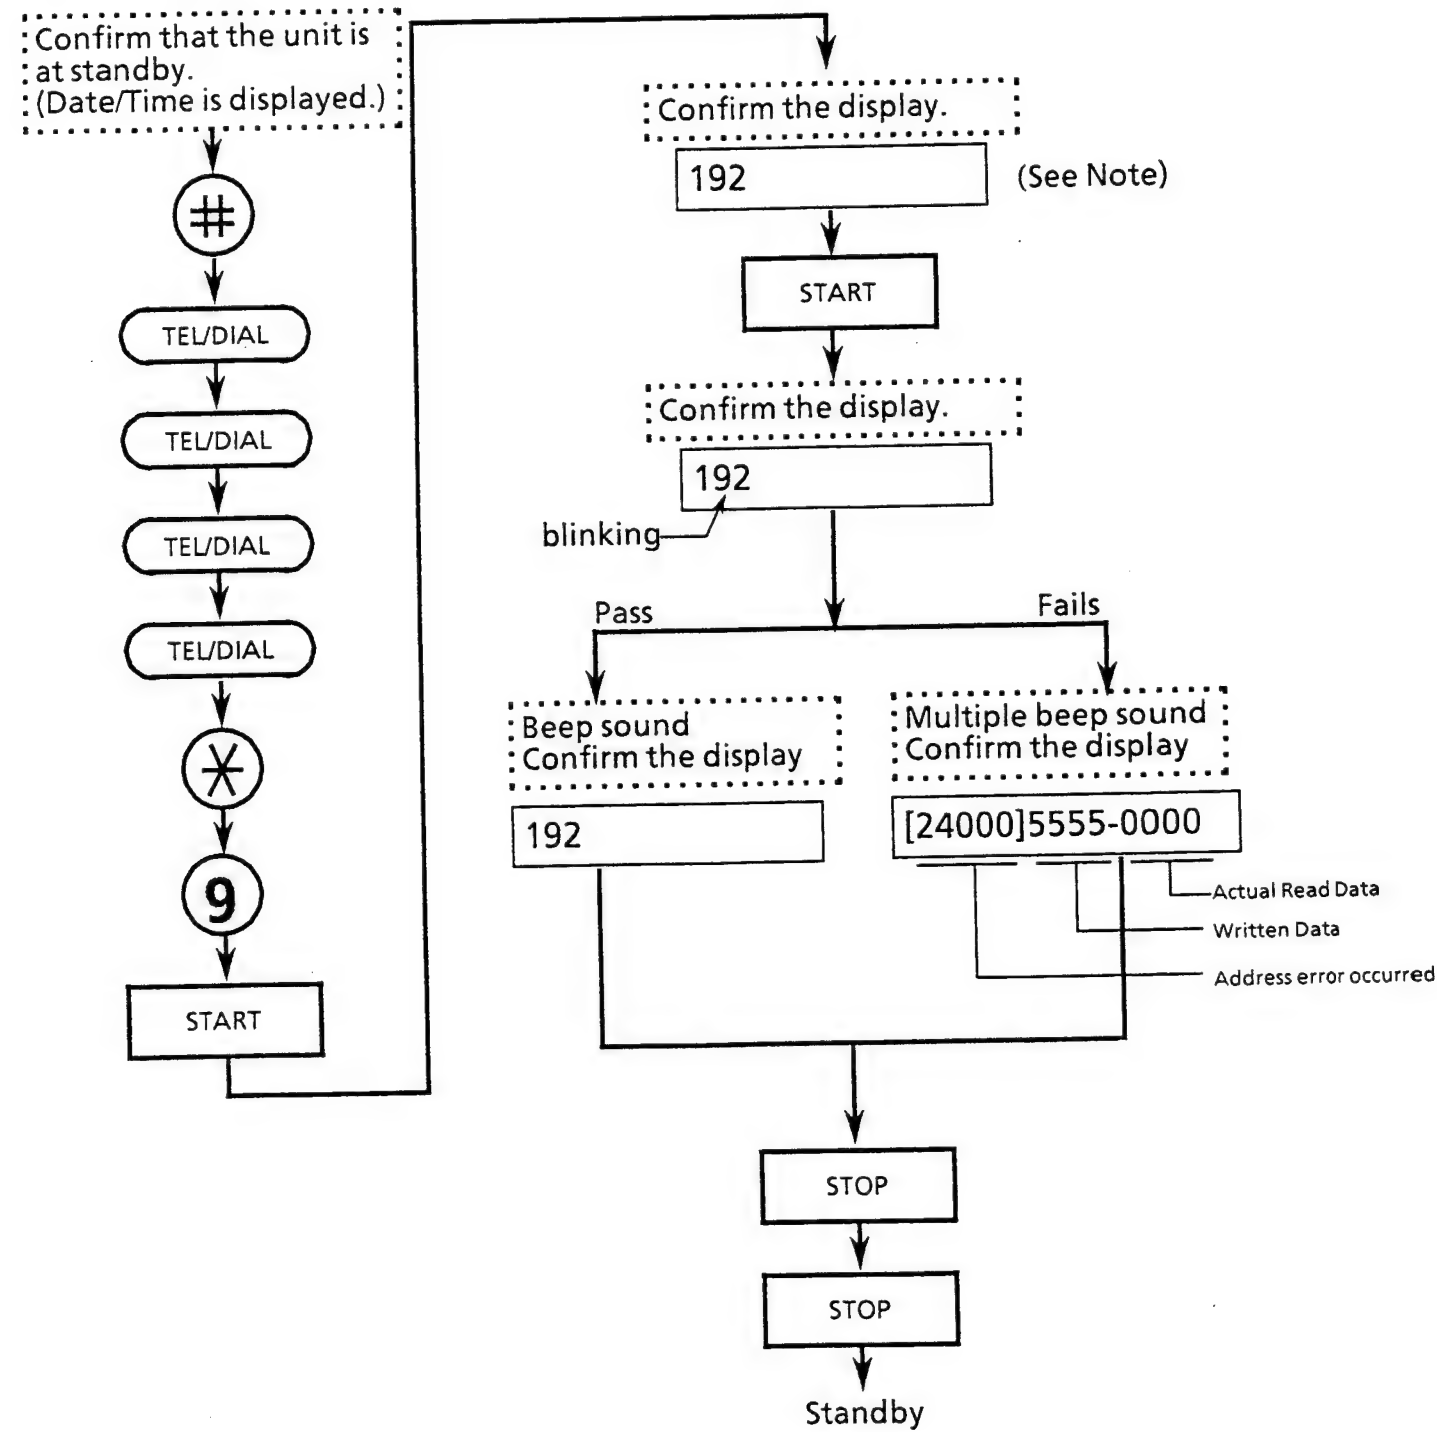 Confirm that the unit is
at standby.
(Date/Time is displayed.)
#
TEL/DIAL
TEL/DIAL
TEL/DIAL
TEL/DIAL
*
9
START
Confirm the display.
192
(See Note)
START
Confirm the display.
192
blinking
Pass
Fails
Beep sound
Confirm the display
192
Multiple beep sound
Confirm the display
[24000]5555-0000
Actual Read Data
Written Data
Address error occurred
STOP
STOP
Standby